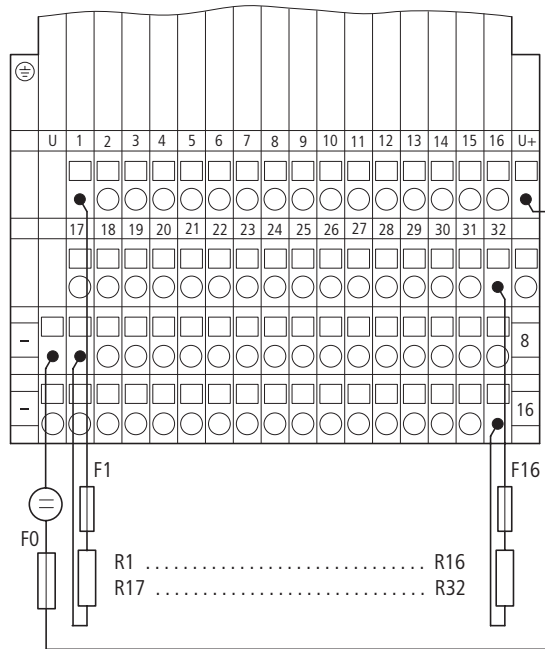 U 1 2 3 4 5 6 7 8 9 10 11 12 13 14 15 16 U+
17 18 19 20 21 22 23 24 25 26 27 28 29 30 31 32
– 8
– 16
F1 F16
F0
R1 ............................. R16
R17 ............................ R32